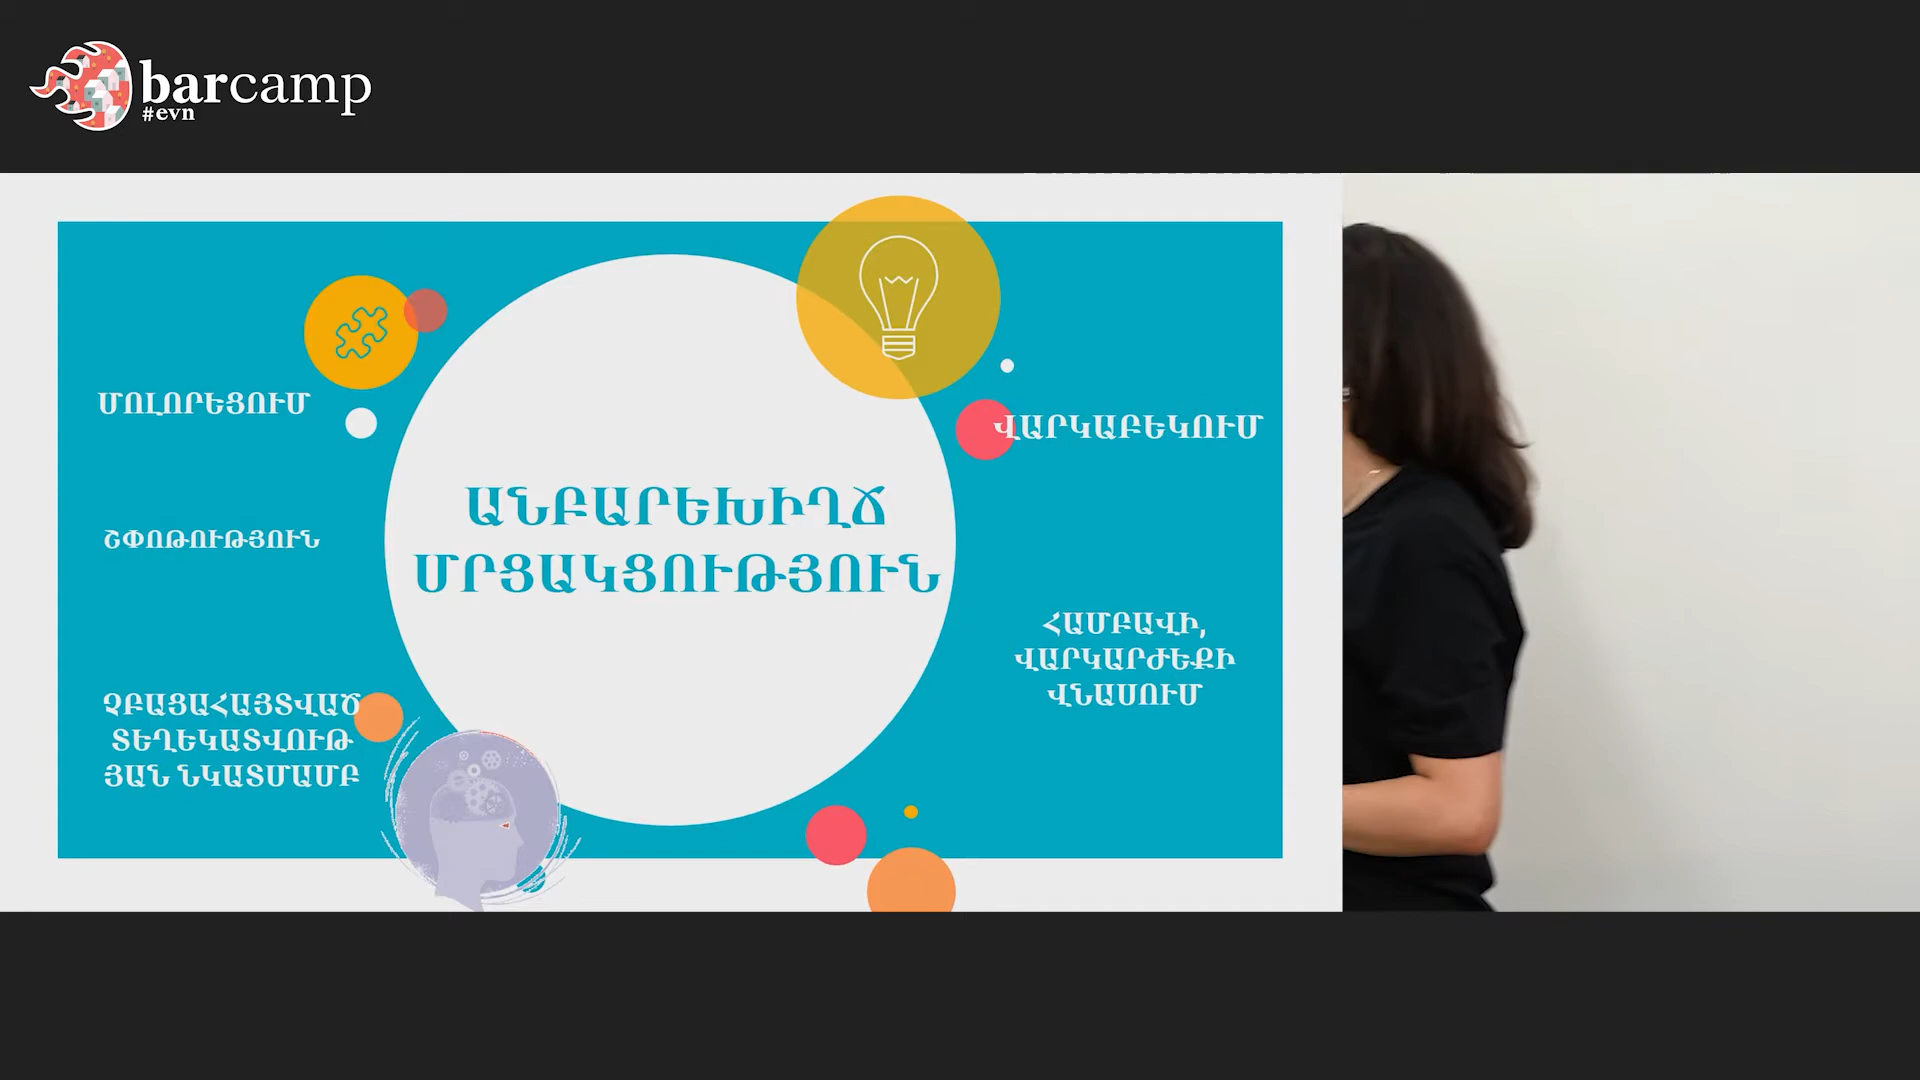 barcamp
#evn
ՄՈԼՈՐԵՑՈՒՄ
ՇՓՈԹՈՒԹՅՈՒՆ
ՉԲԱՑԱՀԱՅՏՎԱԾ
ՏԵՂԵԿԱՏՎՈՒԹ
ՅԱՆ ՆԿԱՏՄԱՄԲ
ԱՆԲԱՐԵԽԻՂՃ
ՄՐՑԱԿՑՈՒԹՅՈՒՆ
ՎԱՐԿԱԲԵԿՈՒՄ
ՀԱՄԲԱՎԻ,
ՎԱՐԿԱՐԺԵՔԻ
ՎՆԱՍՈՒՄ